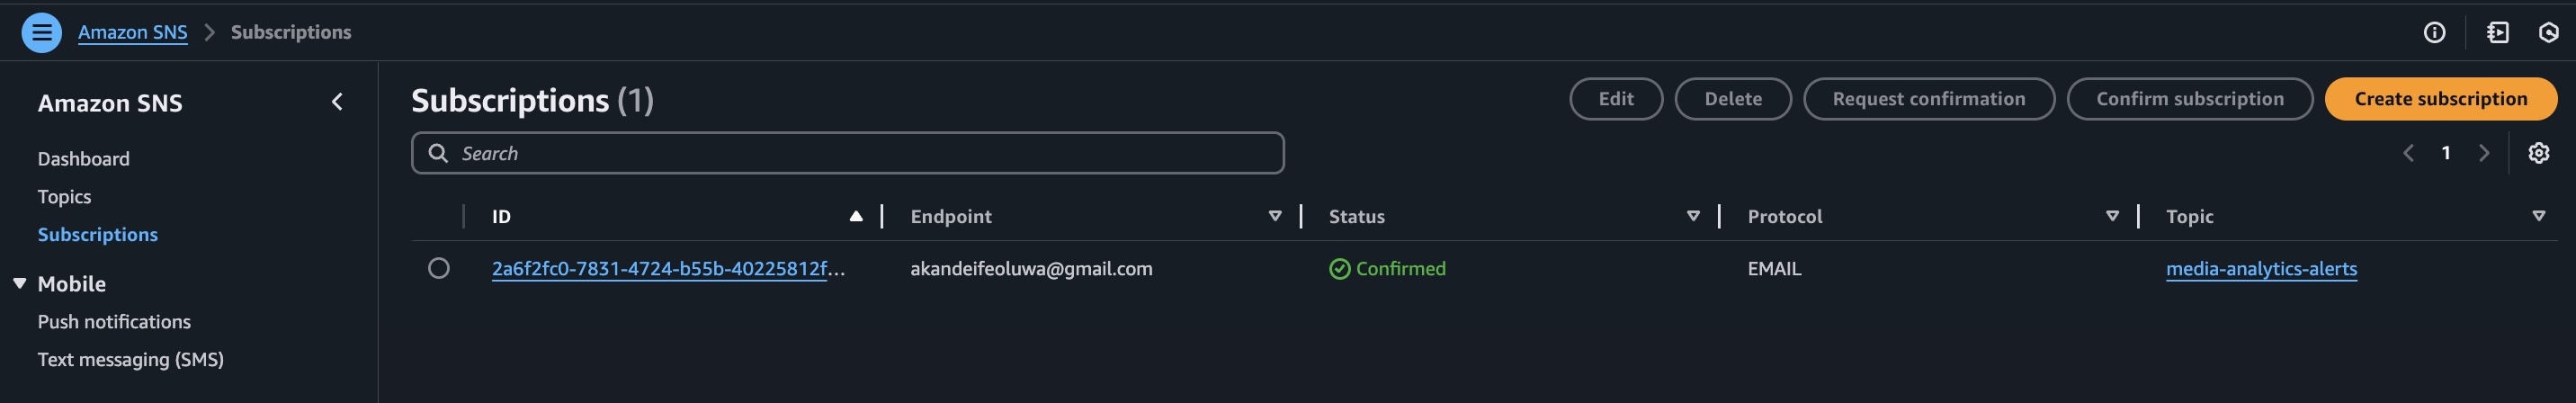 Amazon SNS > Subscriptions
Amazon SNS
Dashboard
Topics
Subscriptions
Mobile
Push notifications
Text messaging (SMS)
Subscriptions (1)
Edit Delete Request confirmation Confirm subscription Create subscription
Search
1
ID Endpoint Status Protocol Topic
2a6f2fc0-7831-4724-b55b-40225812f... akandeifeoluwa@gmail.com Confirmed EMAIL media-analytics-alerts